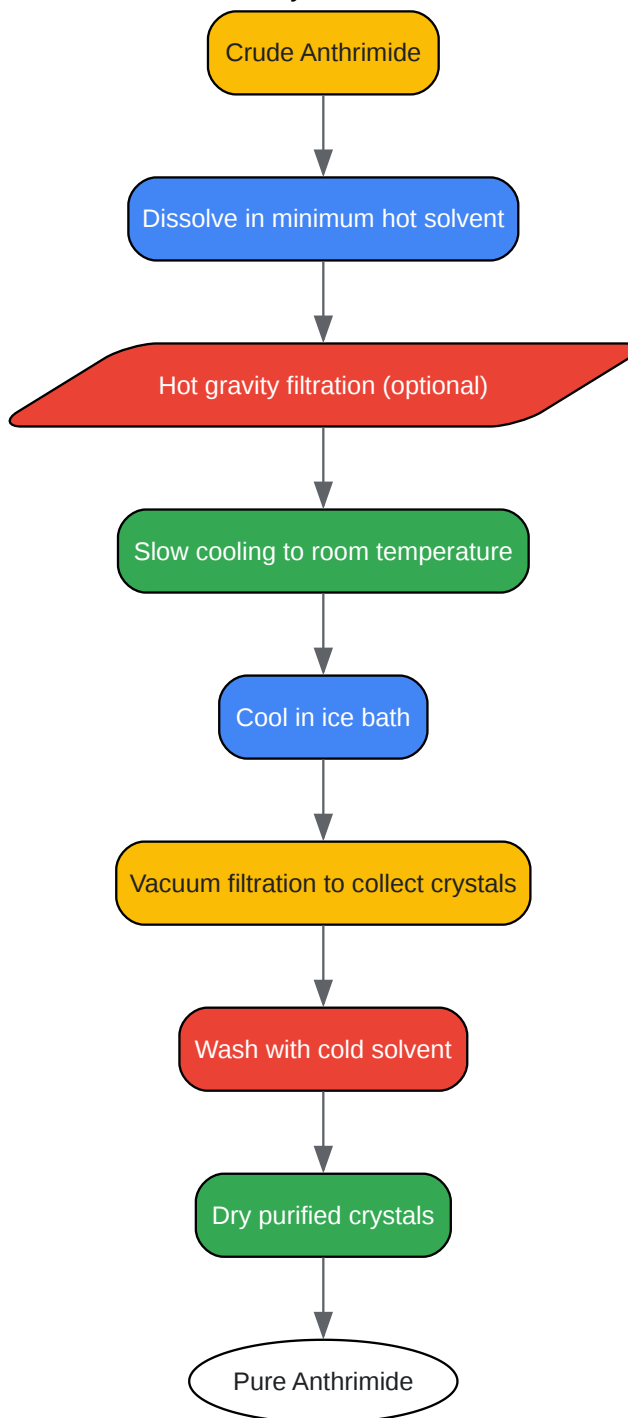 Crude Anthrimide
Dissolve in minimum hot solvent
Hot gravity filtration (optional)
Slow cooling to room temperature
Cool in ice bath
Vacuum filtration to collect crystals
Wash with cold solvent
Dry purified crystals
Pure Anthrimide